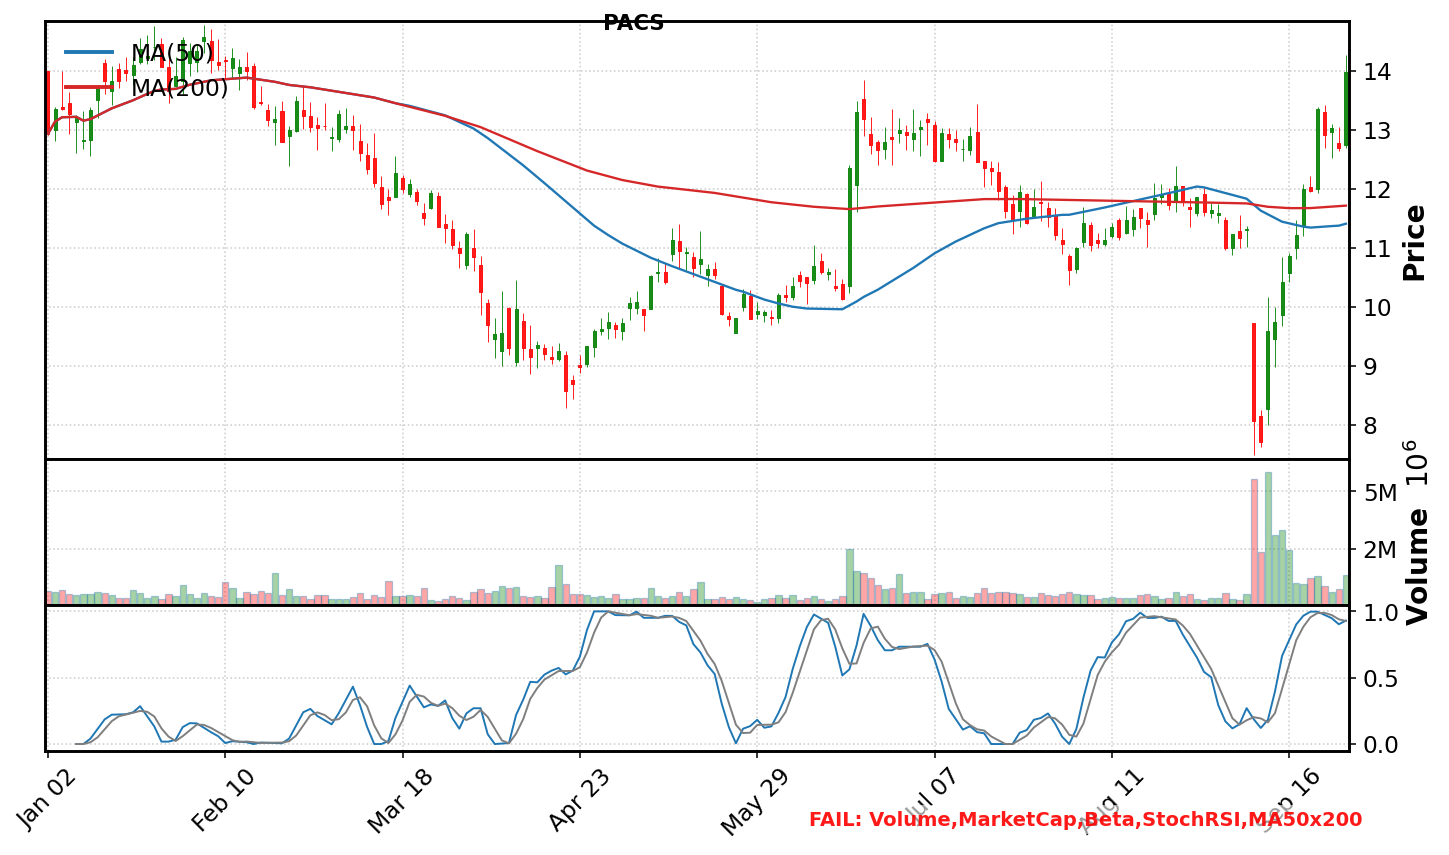 PACS
MA(50)
MA(200)
14
13
12
11
10
9
8
Price
5M
2M
Volume 10^6
1.0
0.5
0.0
Jan 02
Feb 10
Mar 18
Apr 23
May 29
Jul 07
Aug 11
Sep 16
FAIL: Volume,MarketCap,Beta,StochRSI,MA50x200